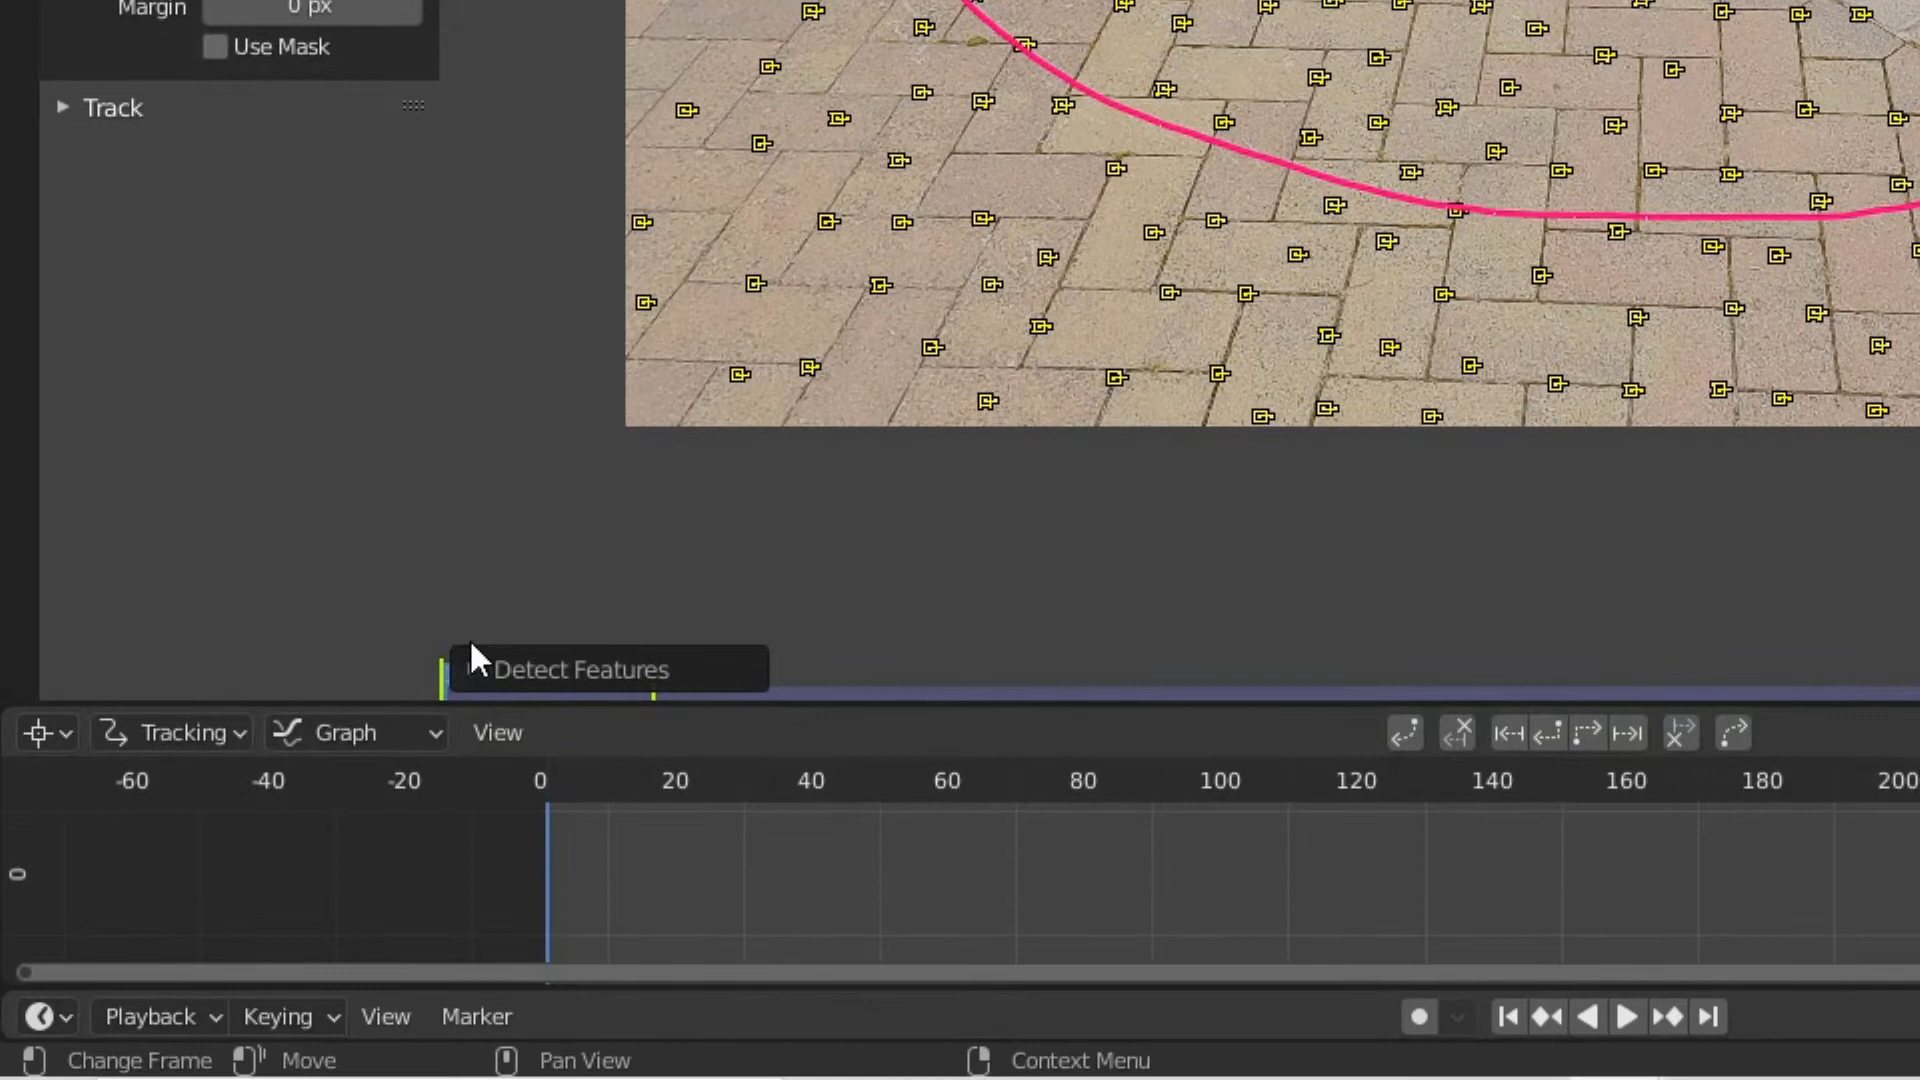 Margin 0 px
Use Mask
Track
Detect Features
Tracking Graph View
-60 -40 -20 0 20 40 60 80 100 120 140 160 180 200
0
Playback Keying View Marker
Change Frame Move Pan View Context Menu